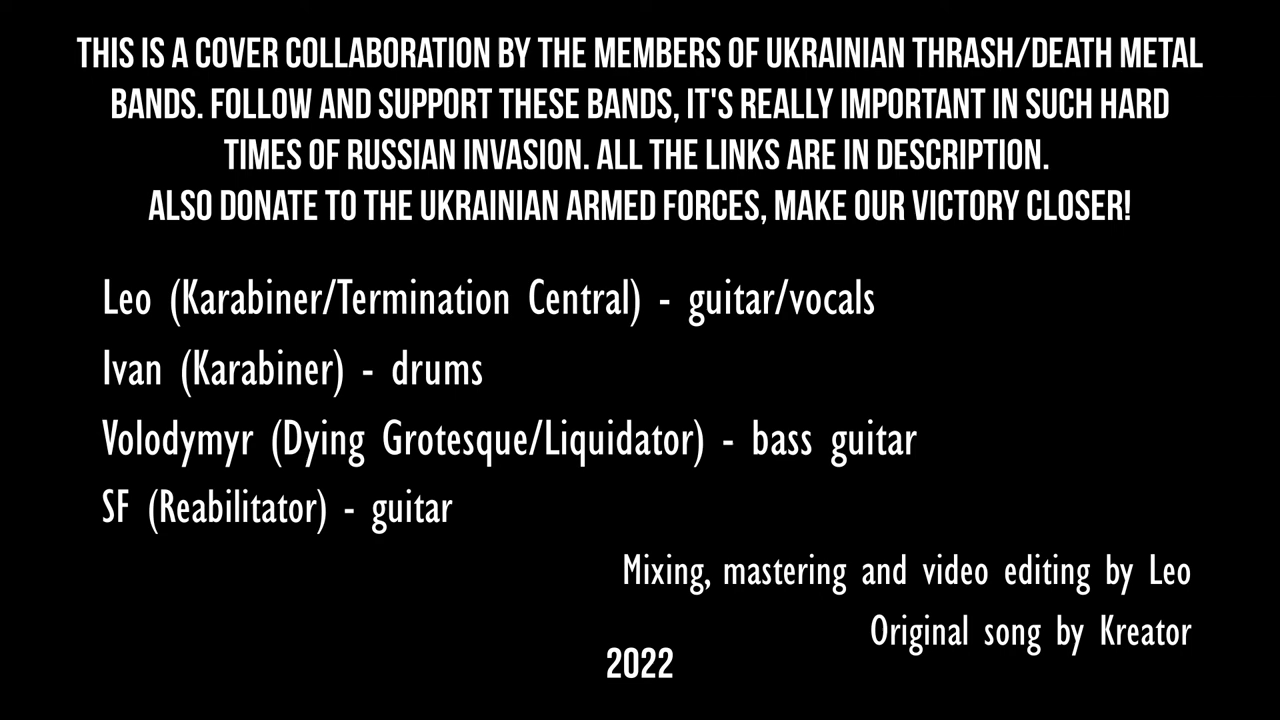 THIS IS A COVER COLLABORATION BY THE MEMBERS OF UKRAINIAN THRASH/DEATH METAL
BANDS. FOLLOW AND SUPPORT THESE BANDS, IT'S REALLY IMPORTANT IN SUCH HARD
TIMES OF RUSSIAN INVASION. ALL THE LINKS ARE IN DESCRIPTION.
ALSO DONATE TO THE UKRAINIAN ARMED FORCES, MAKE OUR VICTORY CLOSER!
Leo (Karabiner/Termination Central) - guitar/vocals
Ivan (Karabiner) - drums
Volodymyr (Dying Grotesque/Liquidator) - bass guitar
SF (Reabilitator) - guitar
Mixing, mastering and video editing by Leo
Original song by Kreator
2022